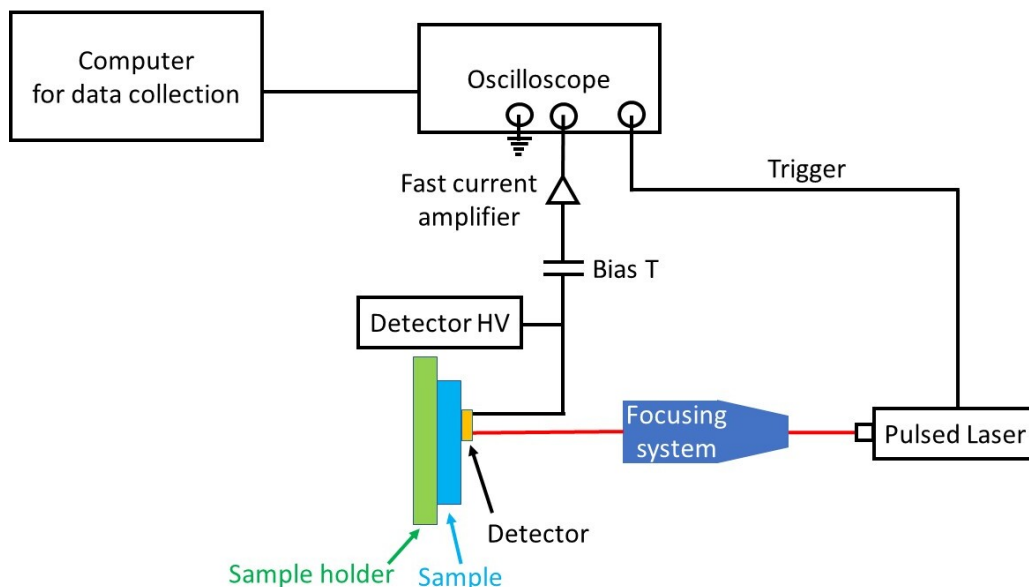 Computer
for data collection
Oscilloscope
Fast current
amplifier
Trigger
Bias T
Detector HV
Focusing
system
Pulsed Laser
Detector
Sample holder
Sample